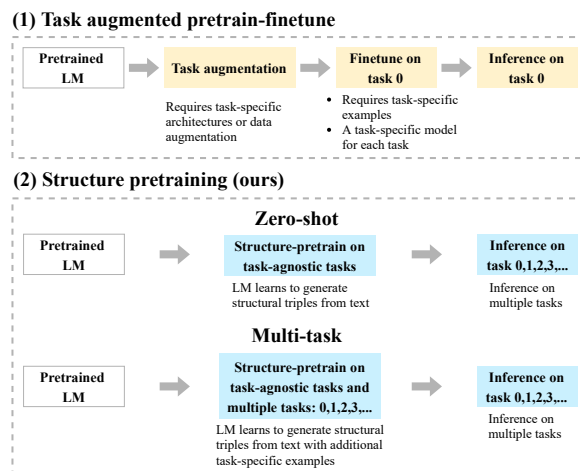 (1) Task augmented pretrain-finetune
Pretrained
LM
Task augmentation
Finetune on
task 0
Inference on
task 0
Requires task-specific
architectures or data
augmentation
• Requires task-specific
examples
• A task-specific model
for each task
(2) Structure pretraining (ours)
Zero-shot
Pretrained
LM
Structure-pretrain on
task-agnostic tasks
Inference on
task 0,1,2,3,...
LM learns to generate
structural triples from text
Inference on
multiple tasks
Multi-task
Pretrained
LM
Structure-pretrain on
task-agnostic tasks and
multiple tasks: 0,1,2,3,...
Inference on
task 0,1,2,3,...
LM learns to generate structural
triples from text with additional
task-specific examples
Inference on
multiple tasks